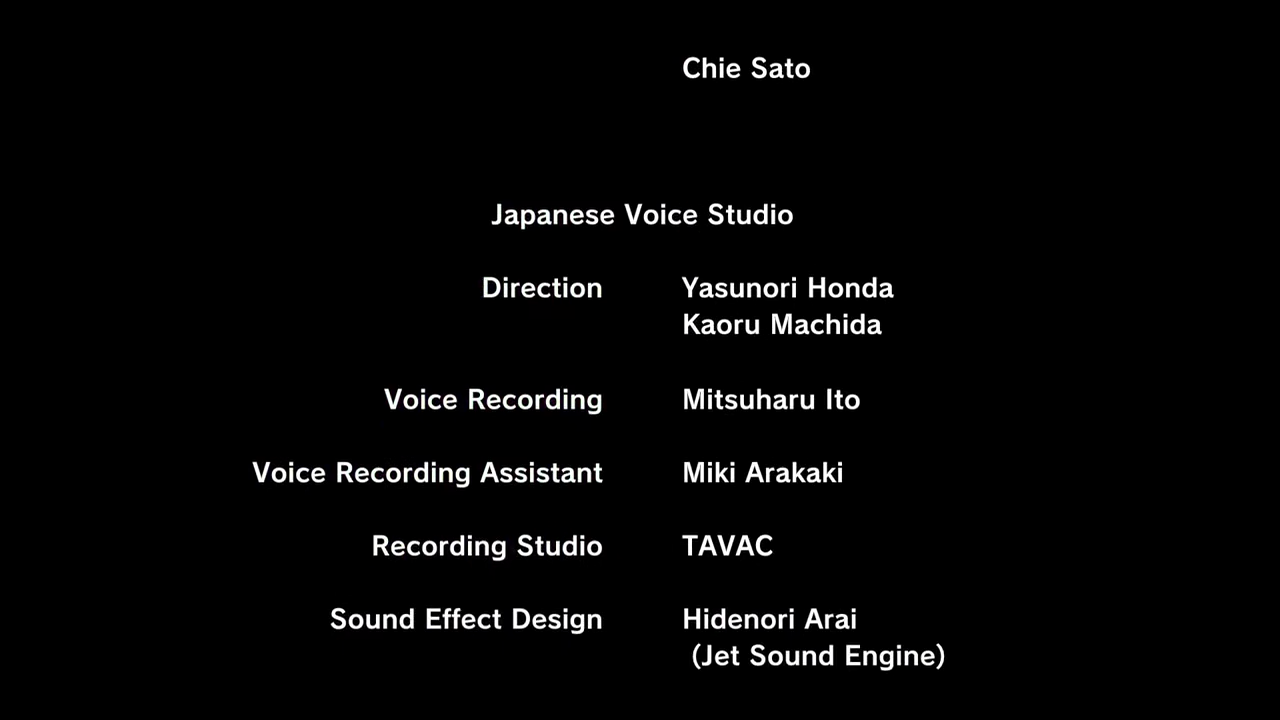 Chie Sato
Japanese Voice Studio
Direction Yasunori Honda
Kaoru Machida
Voice Recording Mitsuharu Ito
Voice Recording Assistant Miki Arakaki
Recording Studio TAVAC
Sound Effect Design Hidenori Arai
(Jet Sound Engine)